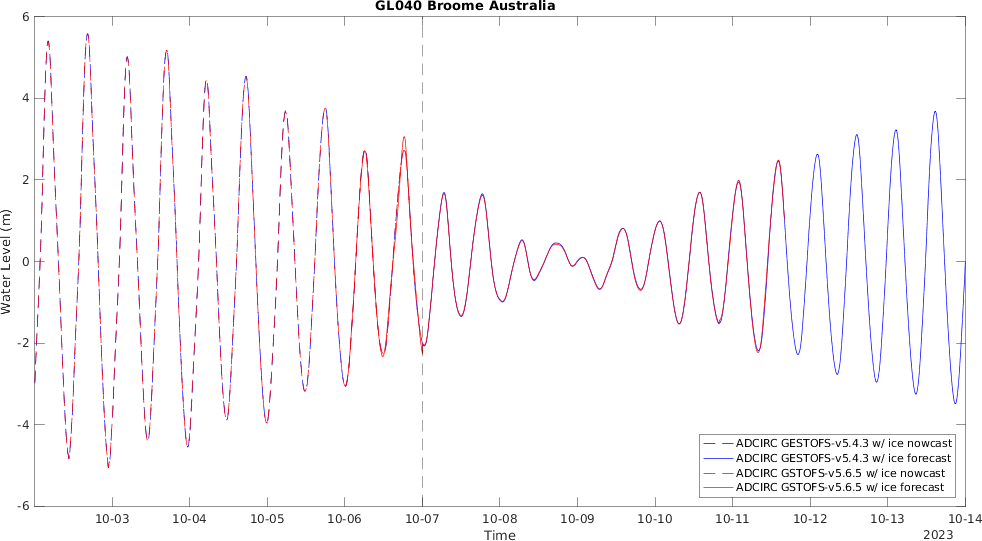 GL040 Broome Australia
6
4
2
0
-2
-4
-6
Water Level (m)
10-03 10-04 10-05 10-06 10-07 10-08 10-09 10-10 10-11 10-12 10-13 10-14
Time
2023
ADCIRC GESTOFS-v5.4.3 w/ ice nowcast
ADCIRC GESTOFS-v5.4.3 w/ ice forecast
ADCIRC GSTOFS-v5.6.5 w/ ice nowcast
ADCIRC GSTOFS-v5.6.5 w/ ice forecast